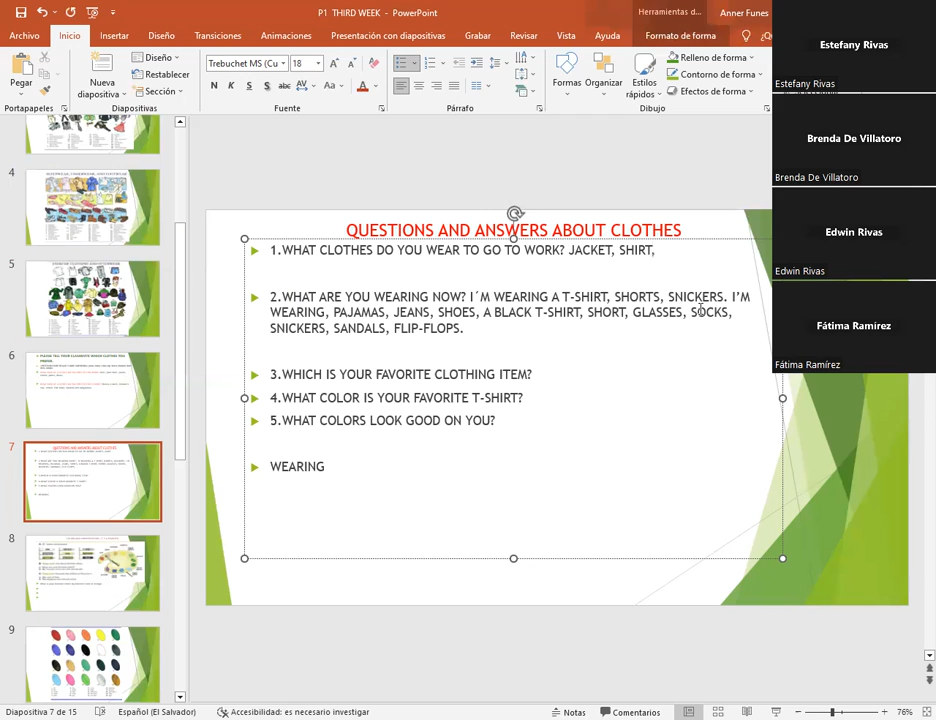 P1 THIRD WEEK - PowerPoint
Herramientas d...
Anner Funes
Archivo Inicio Insertar Diseño Transiciones Animaciones Presentación con diapositivas Grabar Revisar Vista Ayuda Formato de forma
Pegar
Nueva diapositiva
Diseño
Restablecer
Sección
Trebuchet MS (Cu 18
N K S S abc AV Aa A
Formas
Organizar
Estilos rápidos
Relleno de forma
Contorno de forma
Efectos de forma
Portapapeles Diapositivas Fuente Párrafo Dibujo
Estefany Rivas
Estefany Rivas
Brenda De Villatoro
Brenda De Villatoro
Edwin Rivas
Edwin Rivas
Fátima Ramírez
Fátima Ramírez
4
5
6
7
8
9
QUESTIONS AND ANSWERS ABOUT CLOTHES
1.WHAT CLOTHES DO YOU WEAR TO GO TO WORK? JACKET, SHIRT,
2.WHAT ARE YOU WEARING NOW? I´M WEARING A T-SHIRT, SHORTS, SNICKERS. I'M
WEARING, PAJAMAS, JEANS, SHOES, A BLACK T-SHIRT, SHORT, GLASSES, SOCKS,
SNICKERS, SANDALS, FLIP-FLOPS.
3.WHICH IS YOUR FAVORITE CLOTHING ITEM?
4.WHAT COLOR IS YOUR FAVORITE T-SHIRT?
5.WHAT COLORS LOOK GOOD ON YOU?
WEARING
Diapositiva 7 de 15 Español (El Salvador) Accesibilidad: es necesario investigar Notas Comentarios 76%